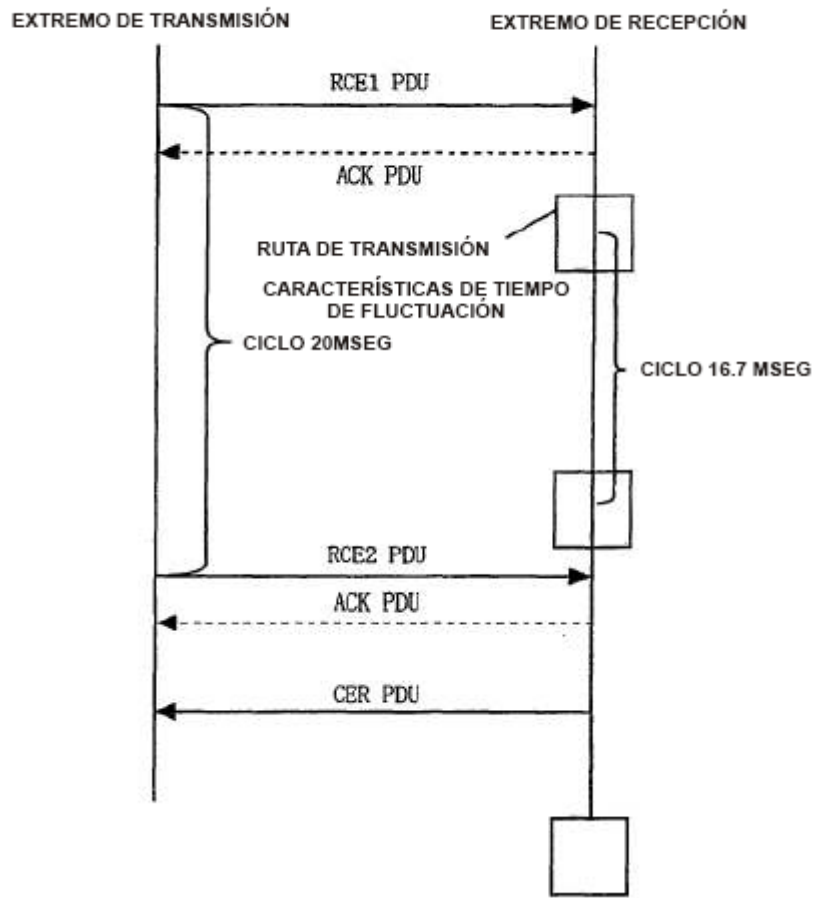 EXTREMO DE TRANSMISIÓN
EXTREMO DE RECEPCIÓN
RCE1 PDU
ACK PDU
RUTA DE TRANSMISIÓN
CARACTERÍSTICAS DE TIEMPO
DE FLUCTUACIÓN
CICLO 20MSEG
CICLO 16.7 MSEG
RCE2 PDU
ACK PDU
CER PDU